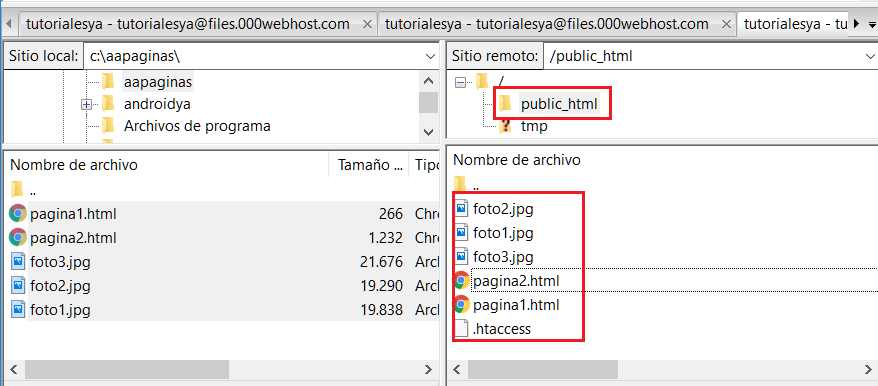 tutorialesya - tutorialesya@files.000webhost.com
tutorialesya - tutorialesya@files.000webhost.com
tutorialesya - tu
Sitio local: c:\aapaginas\
aapaginas
androidya
Archivos de programa
Nombre de archivo Tamaño ... Tipo
..
pagina1.html 266 Chr
pagina2.html 1.232 Chr
foto3.jpg 21.676 Arc
foto2.jpg 19.290 Arc
foto1.jpg 19.838 Arc
Sitio remoto: /public_html
/
public_html
? tmp
Nombre de archivo
..
foto2.jpg
foto1.jpg
foto3.jpg
pagina2.html
pagina1.html
.htaccess